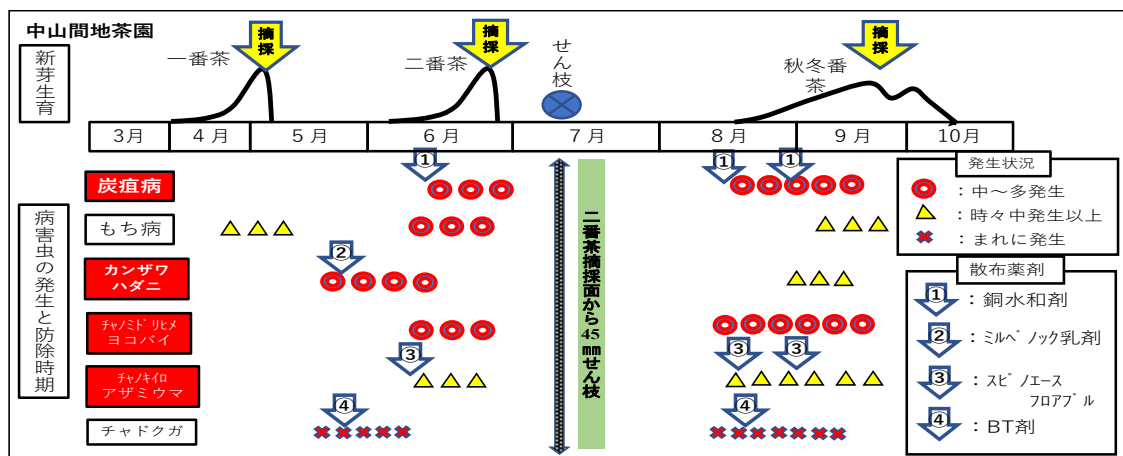 中山間地茶園
新芽生育
一番茶
摘採
二番茶
摘採
せん枝
秋冬番
茶
摘採
3月 4月 5月 6月 7月 8月 9月 10月
病害虫の発生と防除時期
炭疽病
もち病
カンザワ
ハダニ
チャノミドリヒメ
ヨコバイ
チャノキイロ
アザミウマ
チャドクガ
① ① ①
②
③ ③ ③
④ ④
二番茶摘採面から45㎜せん枝
発生状況
:中～多発生
:時々中発生以上
:まれに発生
散布薬剤
① :銅水和剤
② :ミルベノック乳剤
③ :スピノエース
フロアブル
④ :BT剤